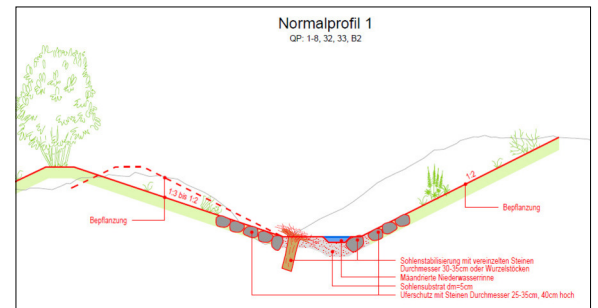 Normalprofil 1
QP: 1-8, 32, 33, B2
1:3 bis 1:2
1:2
Bepflanzung
Bepflanzung
Sohlenstabilisierung mit vereinzelten Steinen
Durchmesser 30-35cm oder Wurzelstöcken
Mäandrierte Niederwasserrinne
Sohlensubstrat dm=5cm
Uferschutz mit Steinen Durchmesser 25-35cm, 40cm hoch